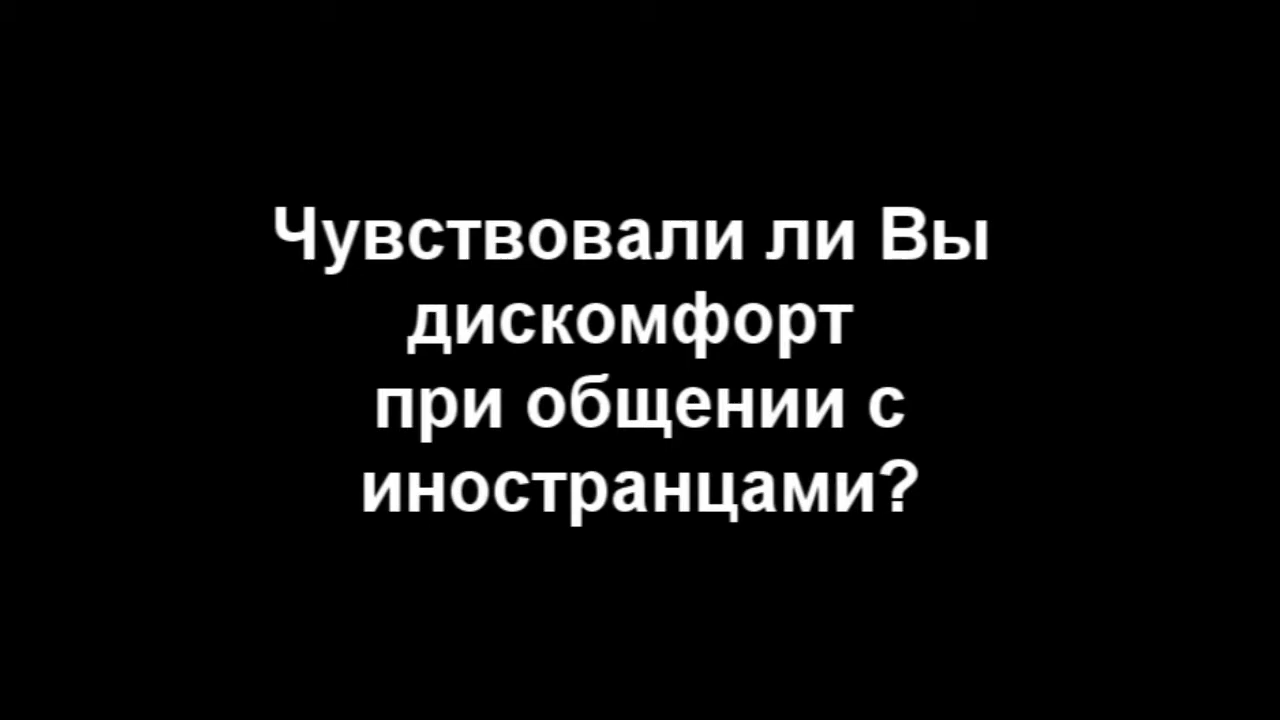 Чувствовали ли Вы
дискомфорт
при общении с
иностранцами?